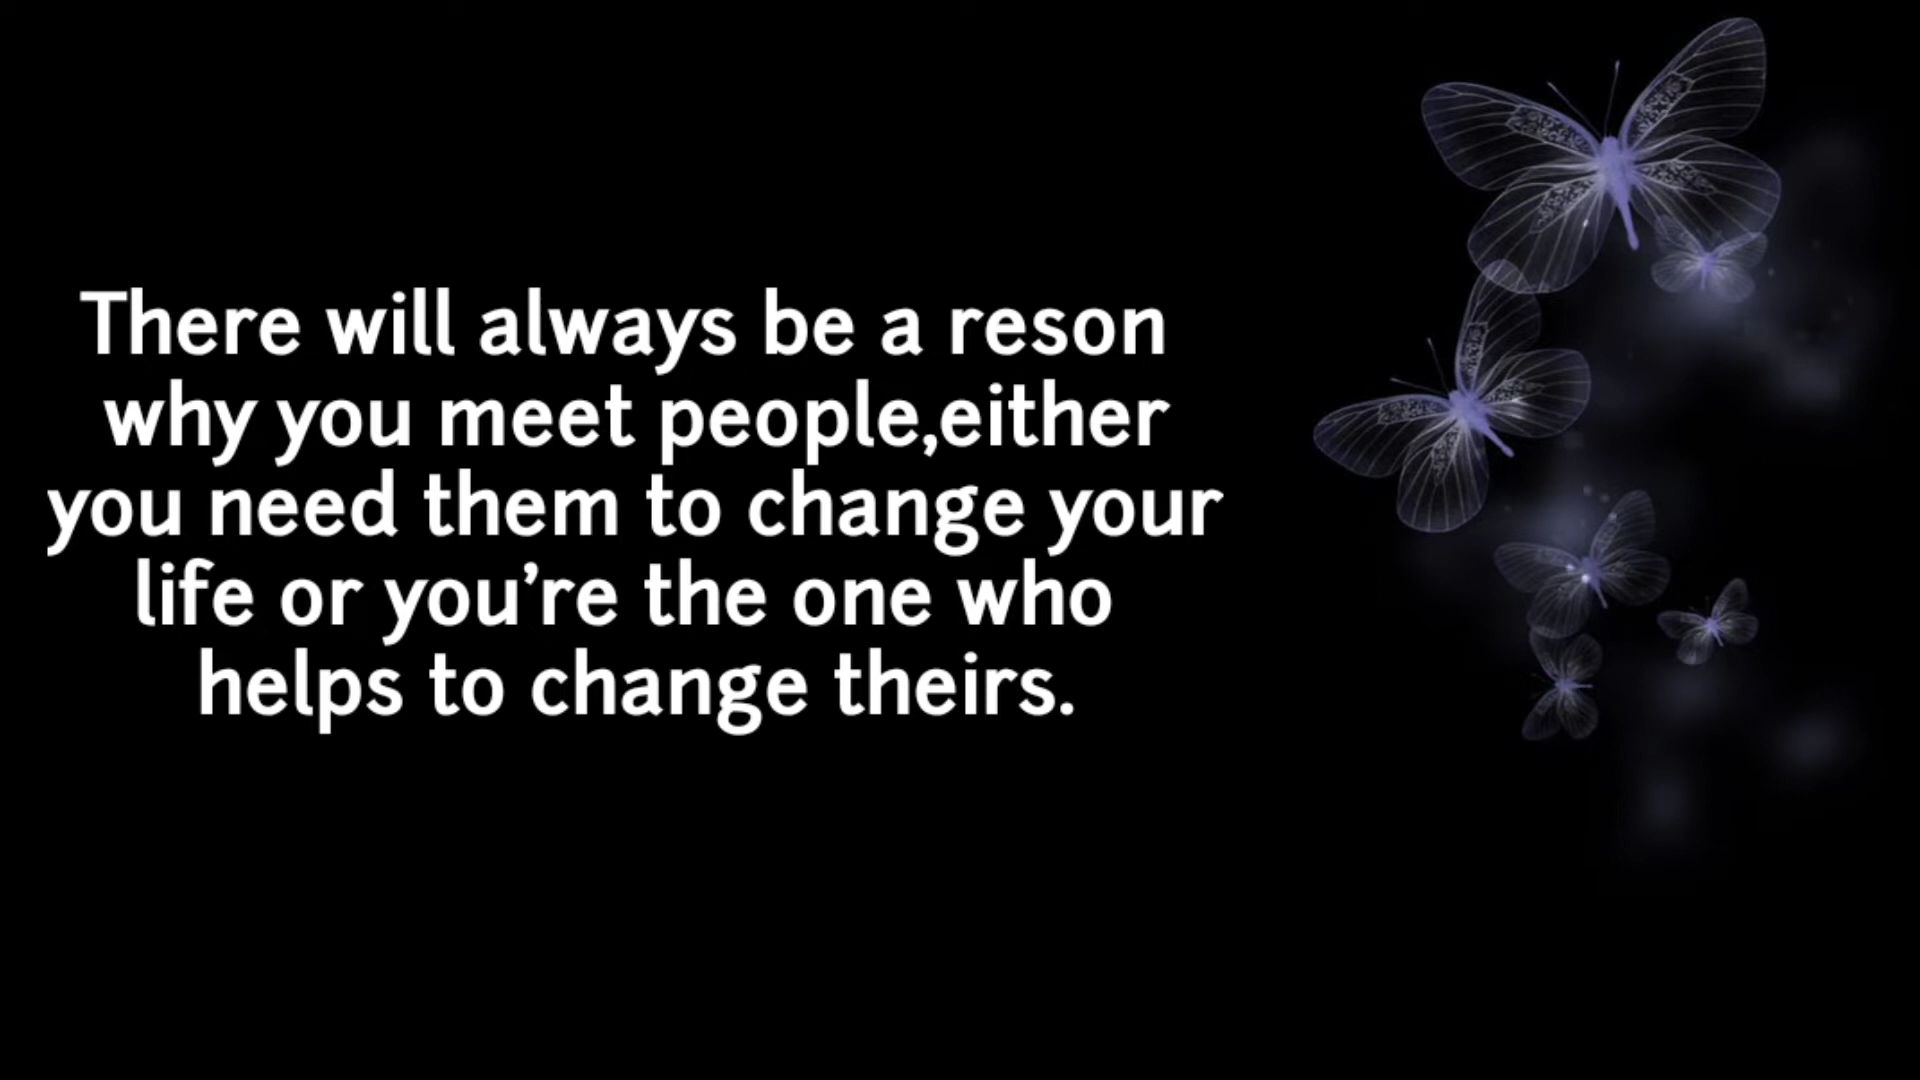 There will always be a reson
why you meet people,either
you need them to change your
life or you’re the one who
helps to change theirs.